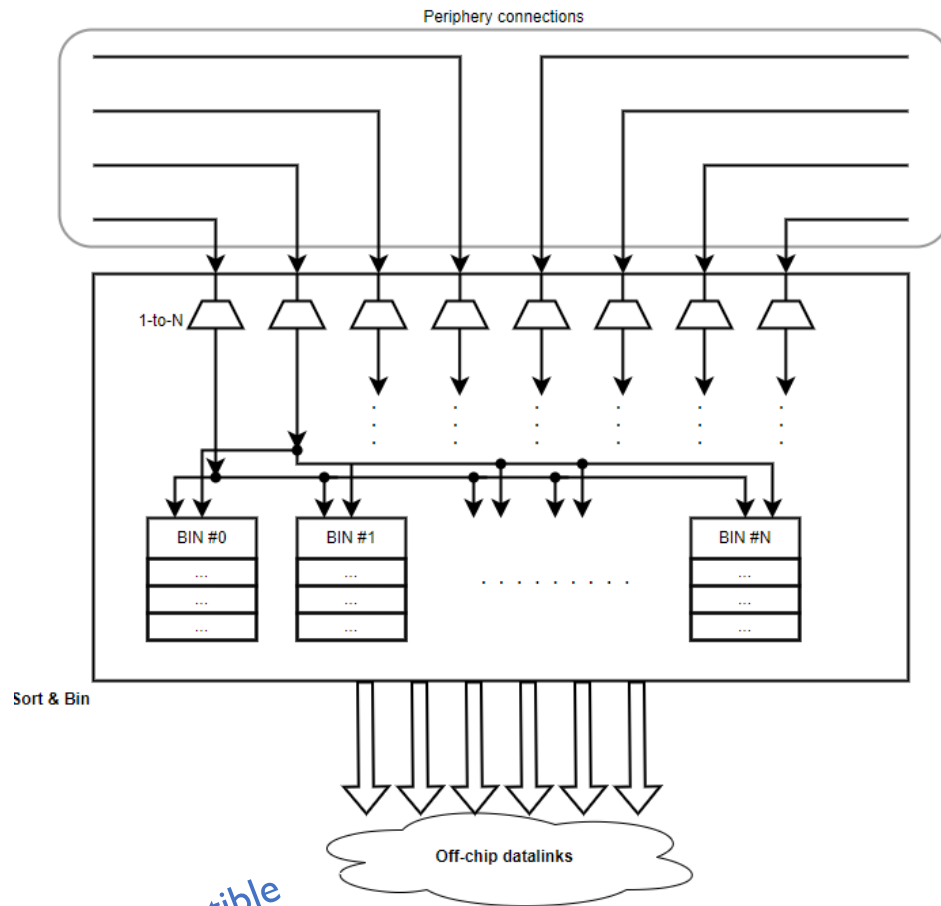 Periphery connections
1-to-N
BIN #0 BIN #1 BIN #N
... ... ...
... ... ...
... ... ...
Sort & Bin
Off-chip datalinks